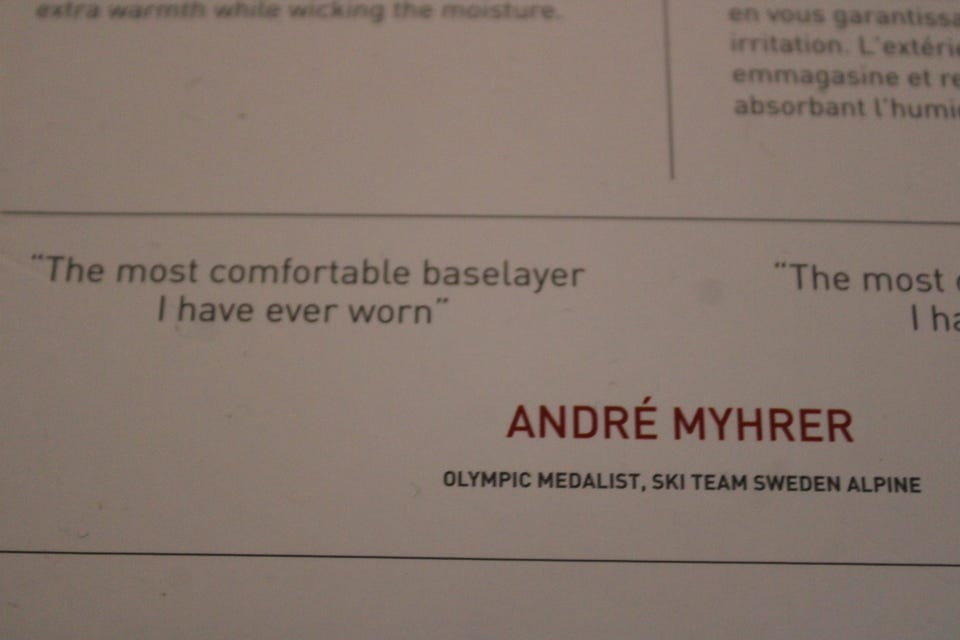 extra warmth while wicking the moisture.
en vous garantissa
irritation. L'extérie
emmagasine et re
absorbant l'humi
"The most comfortable baselayer
I have ever worn"
"The most
I ha
ANDRÉ MYHRER
OLYMPIC MEDALIST, SKI TEAM SWEDEN ALPINE